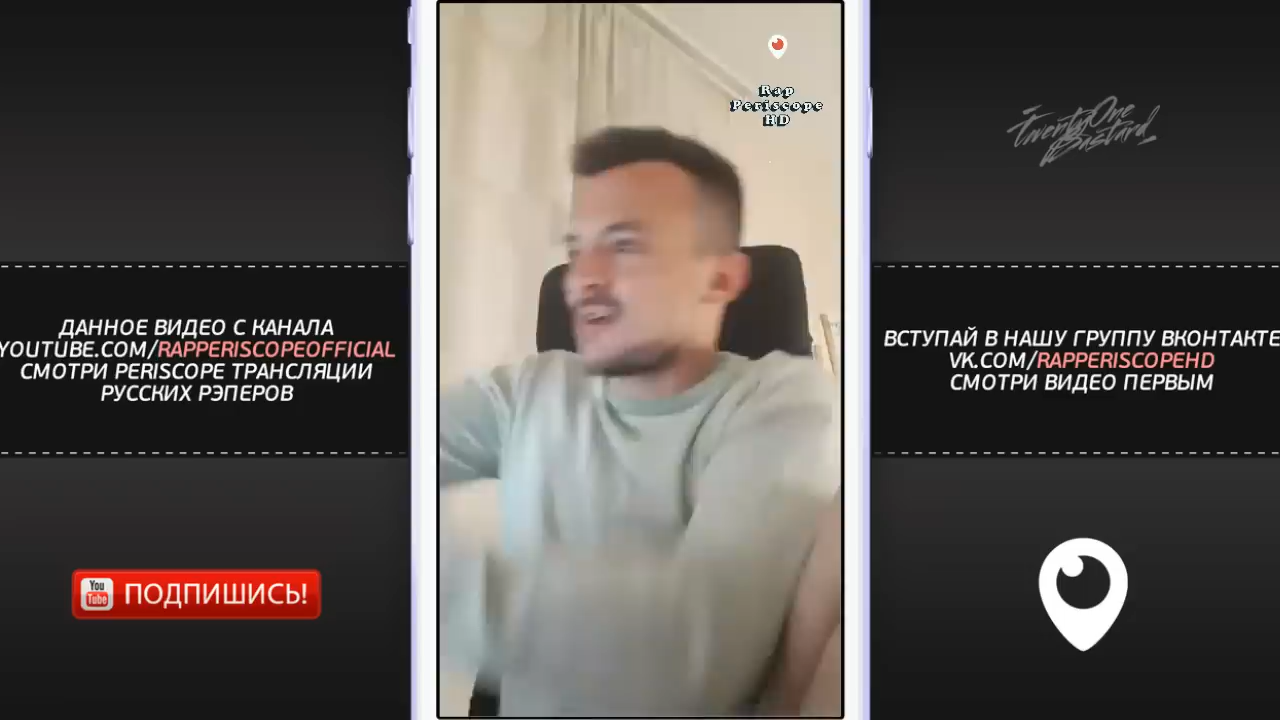 Rap
Periscope
HD
TwentyOne
Bastard
ДАННОЕ ВИДЕО С КАНАЛА
YOUTUBE.COM/RAPPERISCOPEOFFICIAL
СМОТРИ PERISCOPE ТРАНСЛЯЦИИ
РУССКИХ РЭПЕРОВ
ВСТУПАЙ В НАШУ ГРУППУ ВКОНТАКТЕ
VK.COM/RAPPERISCOPEHD
СМОТРИ ВИДЕО ПЕРВЫМ
You
Tube
ПОДПИШИСЬ!